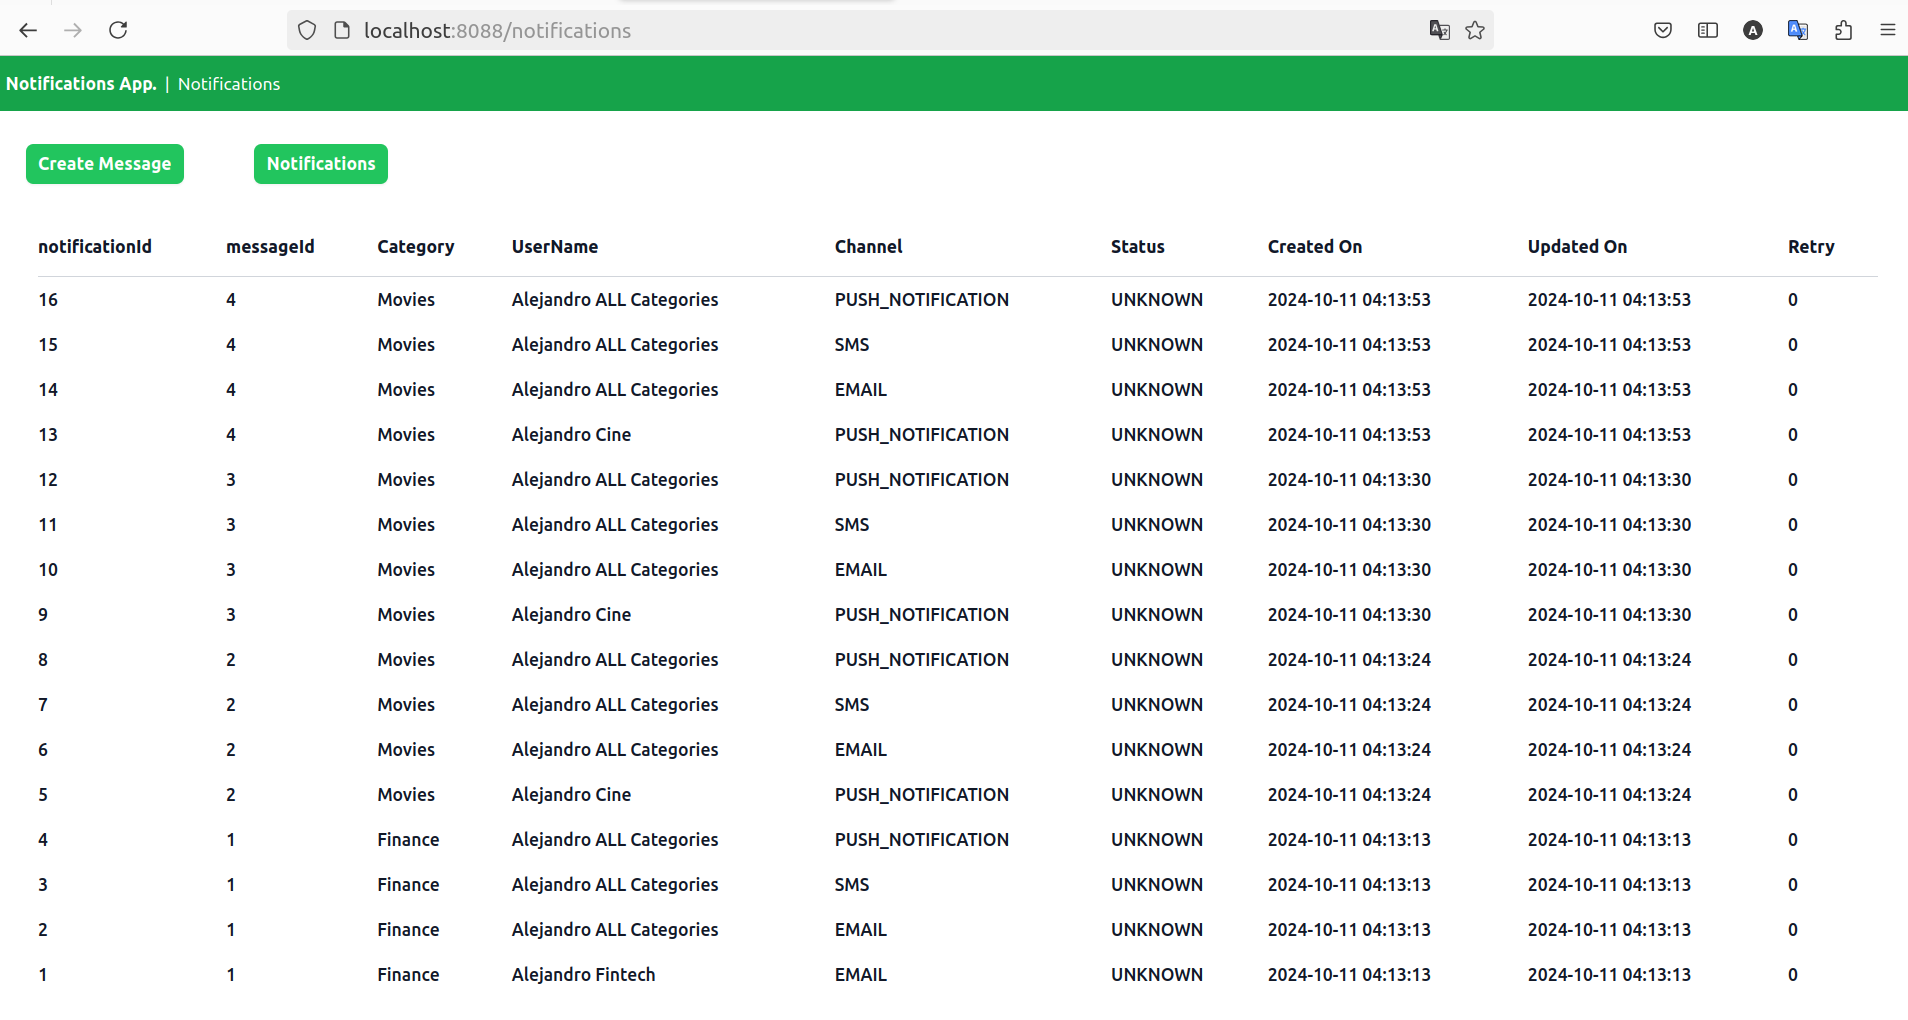 localhost:8088/notifications
Notifications App. | Notifications
Create Message Notifications
notificationId messageId Category UserName Channel Status Created On Updated On Retry
16 4 Movies Alejandro ALL Categories PUSH_NOTIFICATION UNKNOWN 2024-10-11 04:13:53 2024-10-11 04:13:53 0
15 4 Movies Alejandro ALL Categories SMS UNKNOWN 2024-10-11 04:13:53 2024-10-11 04:13:53 0
14 4 Movies Alejandro ALL Categories EMAIL UNKNOWN 2024-10-11 04:13:53 2024-10-11 04:13:53 0
13 4 Movies Alejandro Cine PUSH_NOTIFICATION UNKNOWN 2024-10-11 04:13:53 2024-10-11 04:13:53 0
12 3 Movies Alejandro ALL Categories PUSH_NOTIFICATION UNKNOWN 2024-10-11 04:13:30 2024-10-11 04:13:30 0
11 3 Movies Alejandro ALL Categories SMS UNKNOWN 2024-10-11 04:13:30 2024-10-11 04:13:30 0
10 3 Movies Alejandro ALL Categories EMAIL UNKNOWN 2024-10-11 04:13:30 2024-10-11 04:13:30 0
9 3 Movies Alejandro Cine PUSH_NOTIFICATION UNKNOWN 2024-10-11 04:13:30 2024-10-11 04:13:30 0
8 2 Movies Alejandro ALL Categories PUSH_NOTIFICATION UNKNOWN 2024-10-11 04:13:24 2024-10-11 04:13:24 0
7 2 Movies Alejandro ALL Categories SMS UNKNOWN 2024-10-11 04:13:24 2024-10-11 04:13:24 0
6 2 Movies Alejandro ALL Categories EMAIL UNKNOWN 2024-10-11 04:13:24 2024-10-11 04:13:24 0
5 2 Movies Alejandro Cine PUSH_NOTIFICATION UNKNOWN 2024-10-11 04:13:24 2024-10-11 04:13:24 0
4 1 Finance Alejandro ALL Categories PUSH_NOTIFICATION UNKNOWN 2024-10-11 04:13:13 2024-10-11 04:13:13 0
3 1 Finance Alejandro ALL Categories SMS UNKNOWN 2024-10-11 04:13:13 2024-10-11 04:13:13 0
2 1 Finance Alejandro ALL Categories EMAIL UNKNOWN 2024-10-11 04:13:13 2024-10-11 04:13:13 0
1 1 Finance Alejandro Fintech EMAIL UNKNOWN 2024-10-11 04:13:13 2024-10-11 04:13:13 0